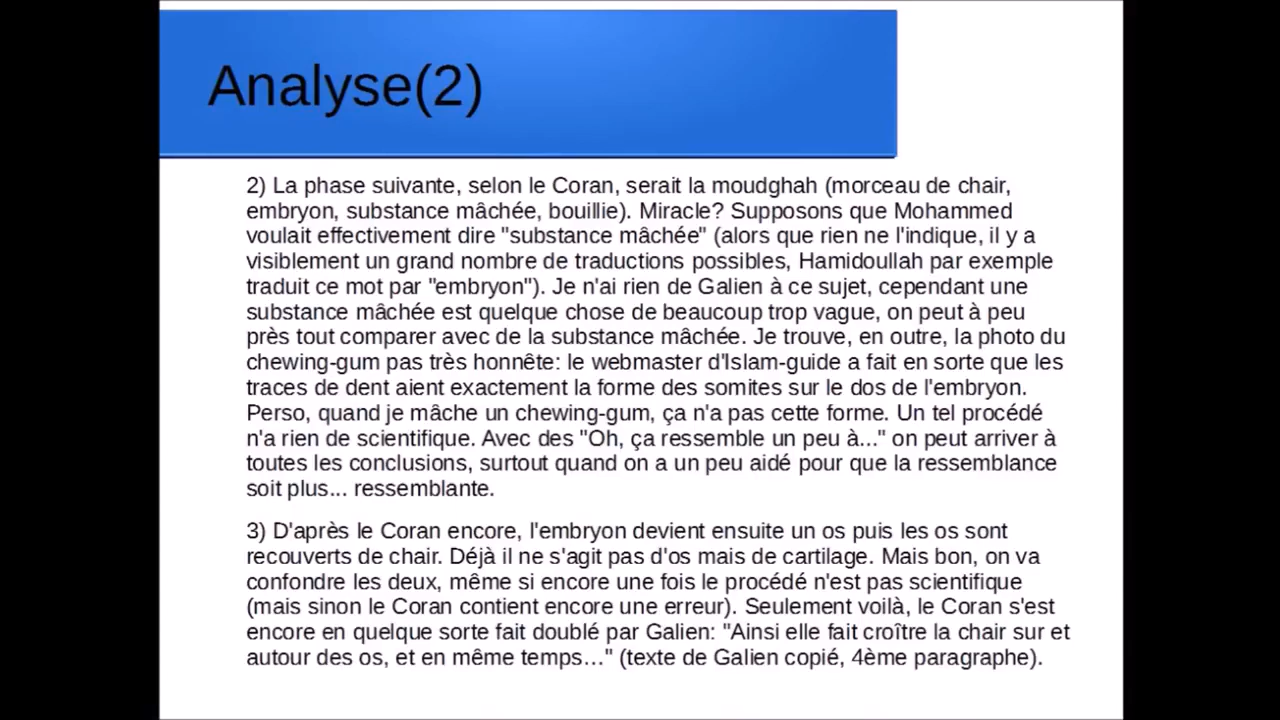 Analyse(2)
2) La phase suivante, selon le Coran, serait la moudghah (morceau de chair,
embryon, substance mâchée, bouillie). Miracle? Supposons que Mohammed
voulait effectivement dire "substance mâchée" (alors que rien ne l'indique, il y a
visiblement un grand nombre de traductions possibles, Hamidoullah par exemple
traduit ce mot par "embryon"). Je n'ai rien de Galien à ce sujet, cependant une
substance mâchée est quelque chose de beaucoup trop vague, on peut à peu
près tout comparer avec de la substance mâchée. Je trouve, en outre, la photo du
chewing-gum pas très honnête: le webmaster d'Islam-guide a fait en sorte que les
traces de dent aient exactement la forme des somites sur le dos de l'embryon.
Perso, quand je mâche un chewing-gum, ça n'a pas cette forme. Un tel procédé
n'a rien de scientifique. Avec des "Oh, ça ressemble un peu à..." on peut arriver à
toutes les conclusions, surtout quand on a un peu aidé pour que la ressemblance
soit plus... ressemblante.
3) D'après le Coran encore, l'embryon devient ensuite un os puis les os sont
recouverts de chair. Déjà il ne s'agit pas d'os mais de cartilage. Mais bon, on va
confondre les deux, même si encore une fois le procédé n'est pas scientifique
(mais sinon le Coran contient encore une erreur). Seulement voilà, le Coran s'est
encore en quelque sorte fait doublé par Galien: "Ainsi elle fait croître la chair sur et
autour des os, et en même temps…" (texte de Galien copié, 4ème paragraphe).